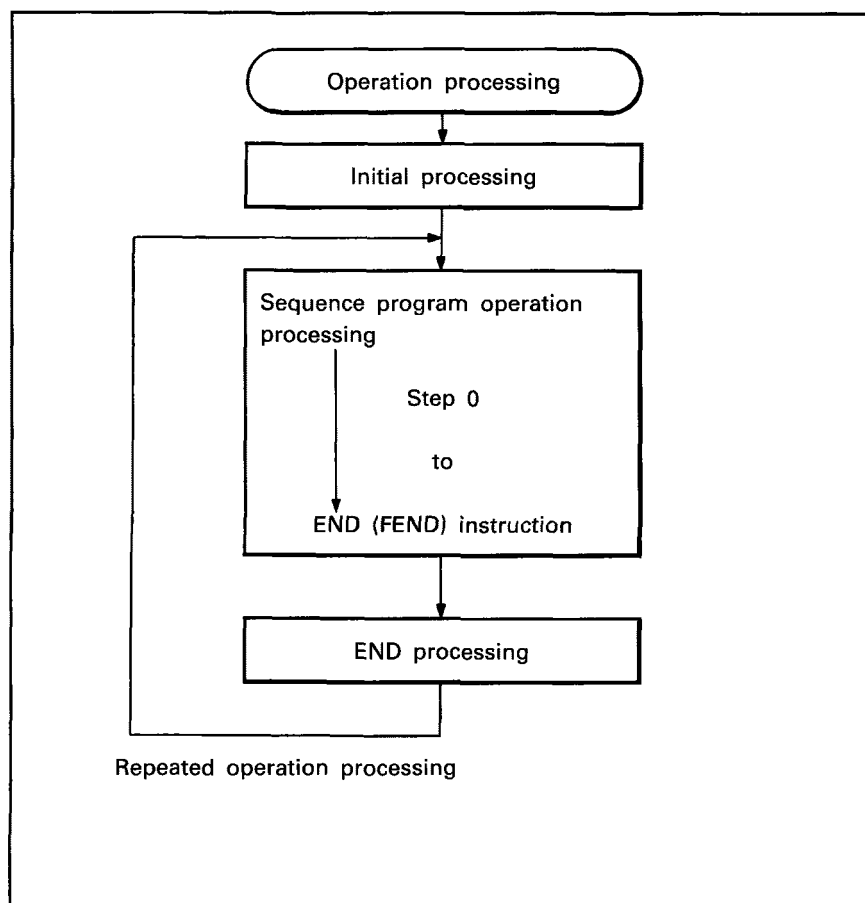 Operation processing
Initial processing
Sequence program operation
processing
Step 0
to
END (FEND) instruction
END processing
Repeated operation processing